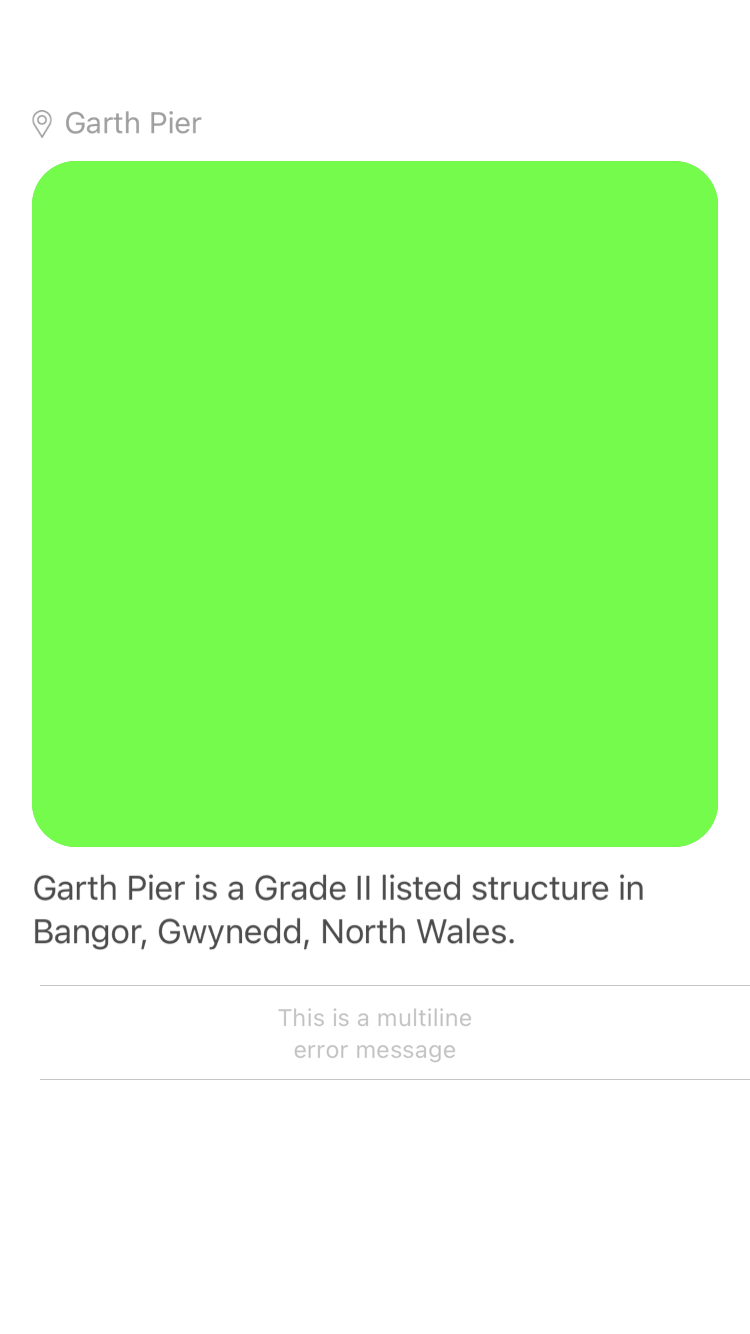 Garth Pier
Garth Pier is a Grade II listed structure in
Bangor, Gwynedd, North Wales.
This is a multiline
error message